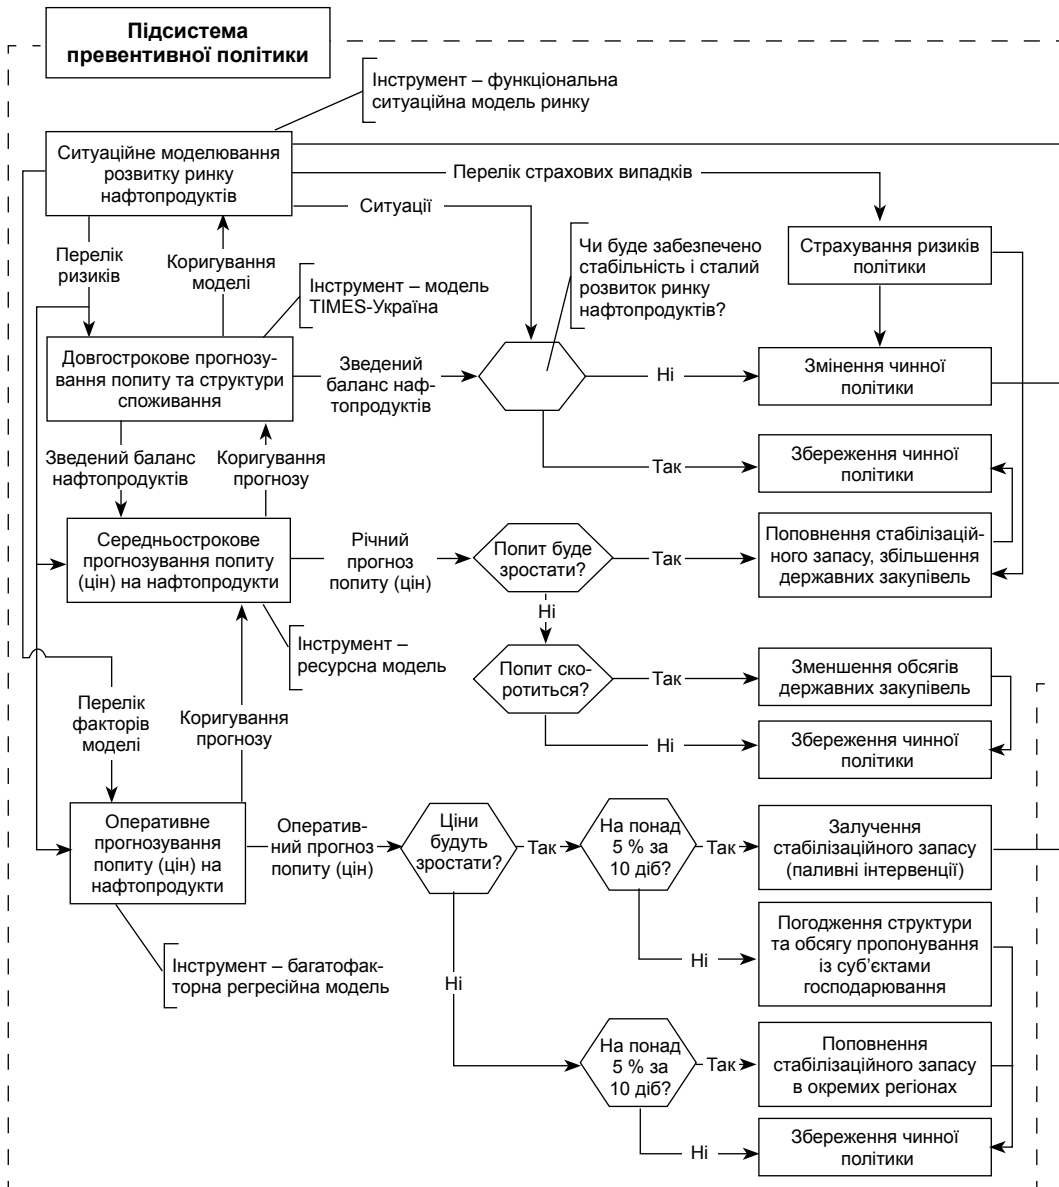 Підсистема
превентивної політики
Інструмент – функціональна
ситуаційна модель ринку
Ситуаційне моделювання
розвитку ринку
нафтопродуктів
Перелік страхових випадків
Ситуації
Перелік
ризиків
Коригування
моделі
Інструмент – модель
TIMES-Україна
Чи буде забезпечено
стабільність і сталий
розвиток ринку
нафтопродуктів?
Страхування ризиків
політики
Довгострокове прогнозу-
вання попиту та структури
споживання
Зведений
баланс наф-
топродуктів
Ні
Змінення чинної
політики
Зведений баланс
нафтопродуктів
Коригування
прогнозу
Так
Збереження чинної
політики
Середньострокове
прогнозування попиту
(цін) на нафтопродукти
Річний
прогноз
попиту (цін)
Попит буде
зростати?
Так
Поповнення стабілізацій-
ного запасу, збільшення
державних закупівель
Ні
Інструмент –
ресурсна модель
Попит ско-
ротиться?
Так
Зменшення обсягів
державних закупівель
Перелік
факторів
моделі
Коригування
прогнозу
Ні
Збереження чинної
політики
Оперативне
прогнозування
попиту (цін) на
нафтопродукти
Оператив-
ний прогноз
попиту (цін)
Ціни
будуть
зростати?
Так
На понад
5 % за
10 діб?
Так
Залучення
стабілізаційного запасу
(паливні інтервенції)
Інструмент – багатофак-
торна регресійна модель
Ні
Ні
Погодження структури
та обсягу пропонування
із суб’єктами
господарювання
На понад
5 % за
10 діб?
Так
Поповнення
стабілізаційного запасу
в окремих регіонах
Ні
Збереження чинної
політики